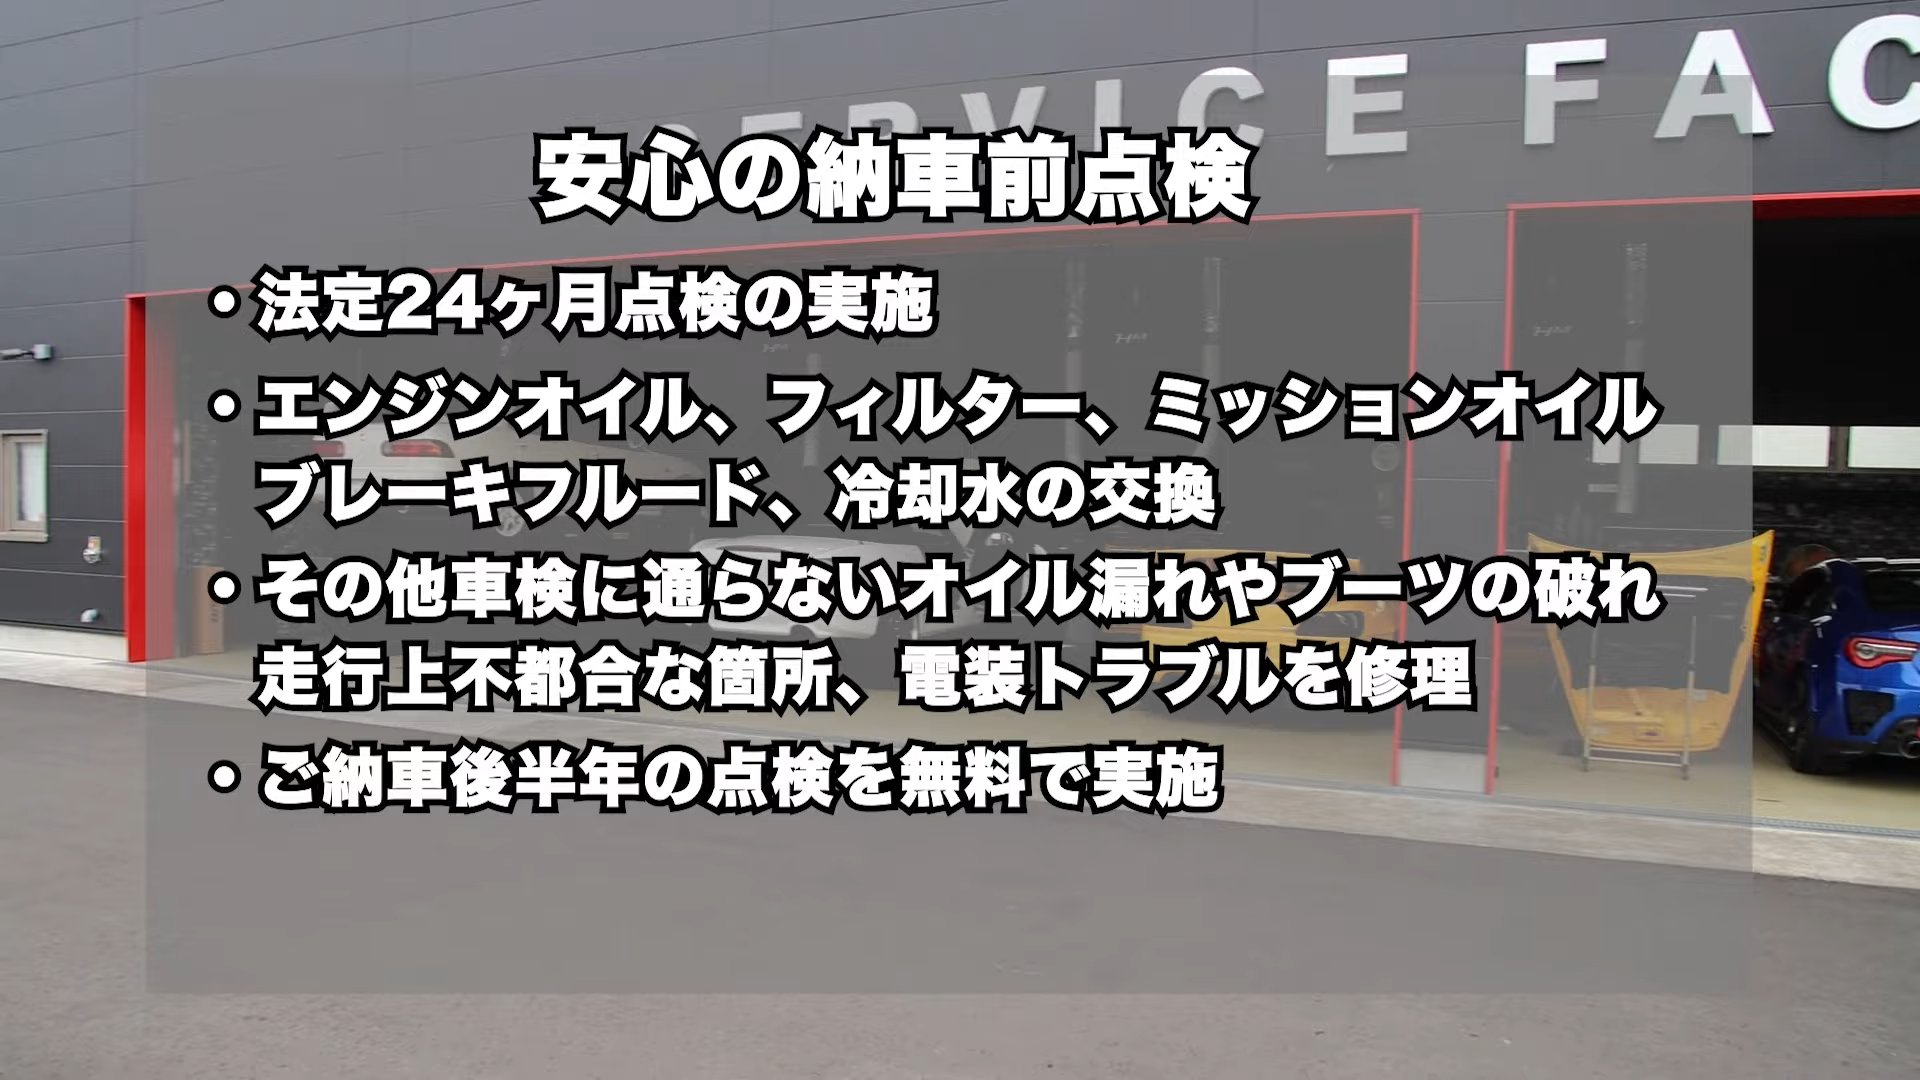 SERVICE FAC
安心の納車前点検
・法定24ヶ月点検の実施
・エンジンオイル、フィルター、ミッションオイル
ブレーキフルード、冷却水の交換
・その他車検に通らないオイル漏れやブーツの破れ
走行上不都合な箇所、電装トラブルを修理
・ご納車後半年の点検を無料で実施